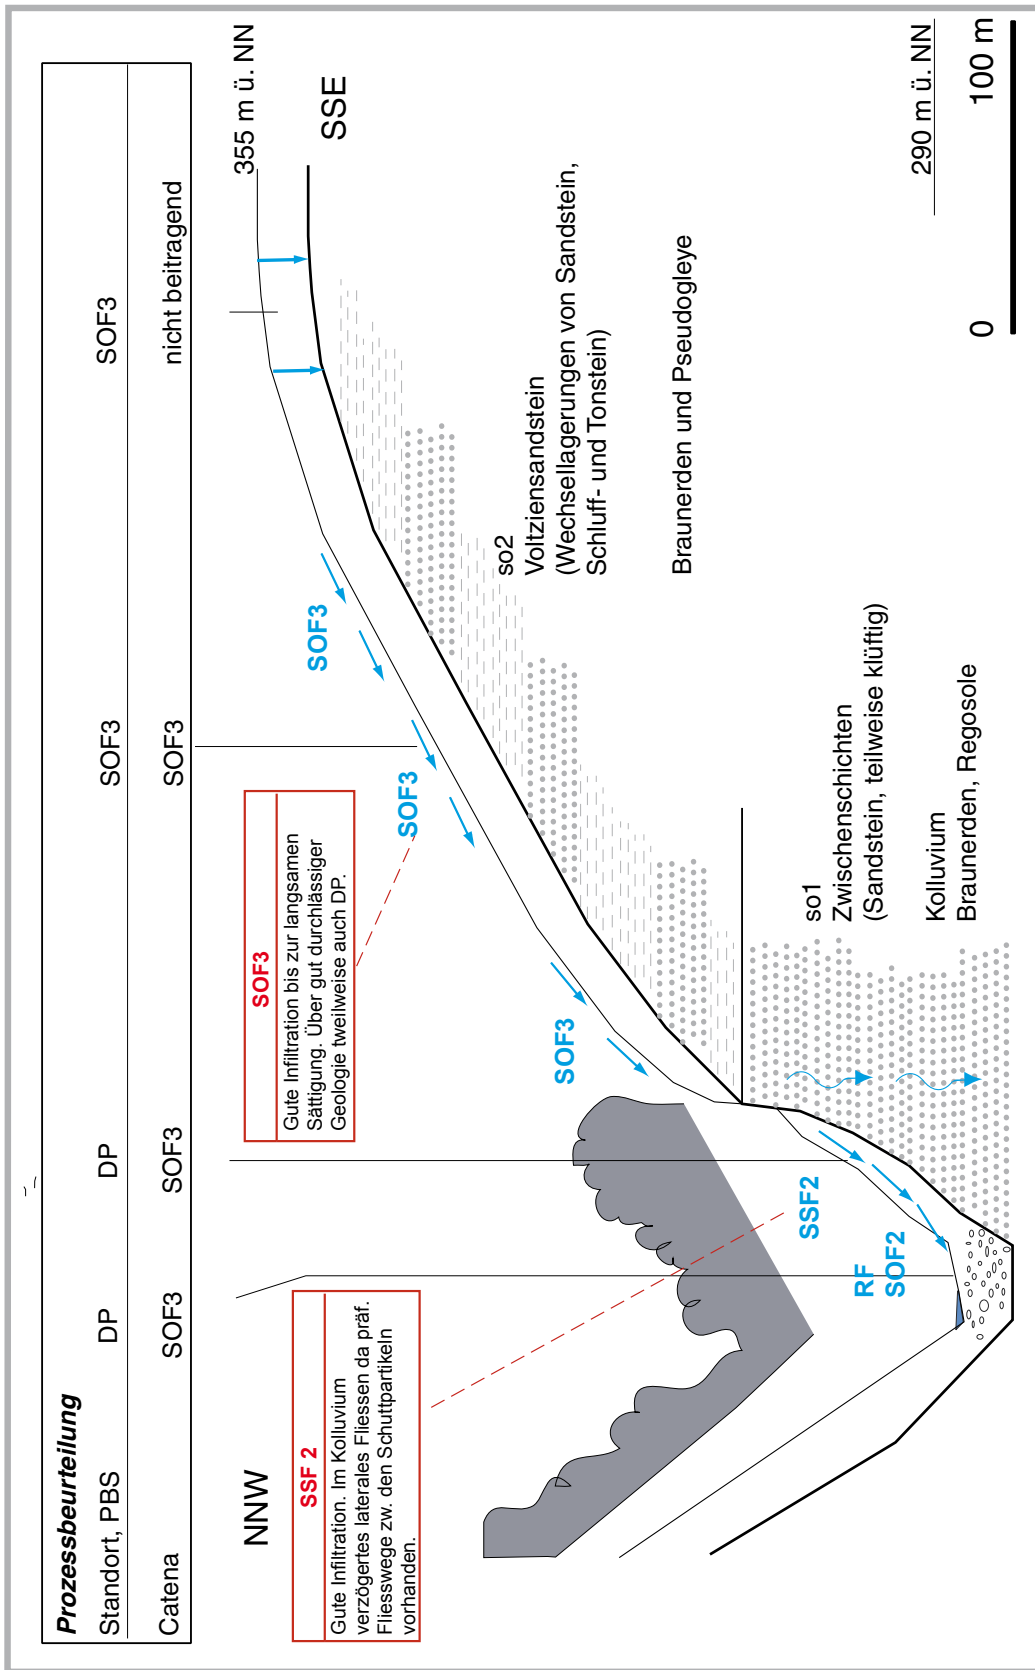 Prozessbeurteilung
Standort, PBS DP DP SOF3 SOF3
Catena SOF3 SOF3 SOF3 nicht beitragend
NNW
355 m ü. NN
SSE
SSF 2
Gute Infiltration. Im Kolluvium
verzögertes laterales Fliessen da präf.
Fliesswege zw. den Schuttpartikeln
vorhanden.
SOF3
Gute Infiltration bis zur langsamen
Sättigung. Über gut durchlässiger
Geologie tweilweise auch DP.
SOF3
SOF3
SOF3
SSF2
RF
SOF2
so2
Voltziensandstein
(Wechsellagerungen von Sandstein,
Schluff- und Tonstein)
Braunerden und Pseudogleye
so1
Zwischenschichten
(Sandstein, teilweise klüftig)
Kolluvium
Braunerden, Regosole
290 m ü. NN
0 100 m